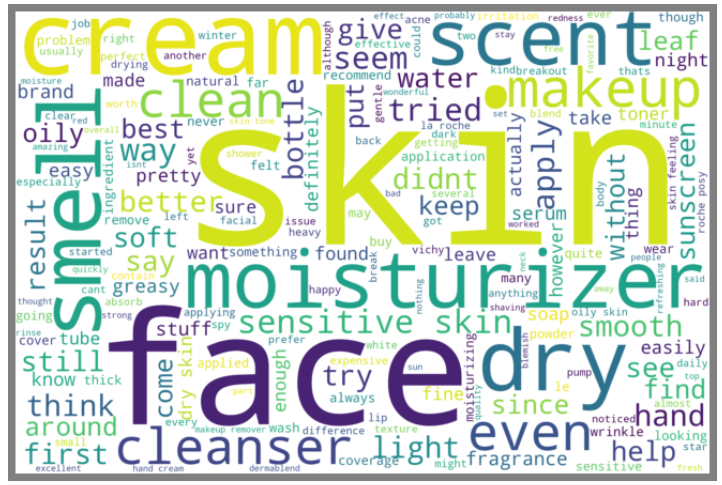 cream
scent
skin
face
moisturizer
dry
smell
cleanser
even
makeup
clean
light
sensitive skin
job
winter
effect
acne
probably
irritation
redness
ever
though
problem
usually
right
perfect
another
although
seem
give
effective
could
two
stay
kind
breakout
free
favorite
thats
leaf
night
brand
made
natural
far
recommend
water
gentle
drying
moisture
worth
oily
best
never
bottle
put
tried
toner
take
blend
minute
clear
red
overall
skin tone
yet
isnt
amazing
easy
way
pretty
shower
felt
definitely
back
la roche
dark
getting
set
application
actually
apply
without
thing
body
sunscreen
skin feeling
roche posy
especially
ingredient
better
sure
issue
heavy
may
bad
didnt
several
keep
got
worked
serum
however
quite
wear
people
said
hard
result
remove
left
facial
soft
want
something
found
buy
vichy
leave
many
anything
neck
refreshing
away
oily skin
started
quickly
contain
say
cant
absorb
greasy
happy
break
nothing
shaving
soap
smooth
going
strong
applying
spy
prefer
white
powder
thought
rinse
cover
tube
stuff
enough
expensive
sun
moisturizing
blemish
pump
easily
daily
top
still
come
applied
try
fine
le
see
find
know
thick
dry skin
part
always
since
noticed
almost
think
every
lip
quality
wrinkle
looking
hand
around
small
makeup remover
wash
difference
texture
help
star
first
coverage
might
fragrance
sensitive
fresh
excellent
hand cream
dermablend